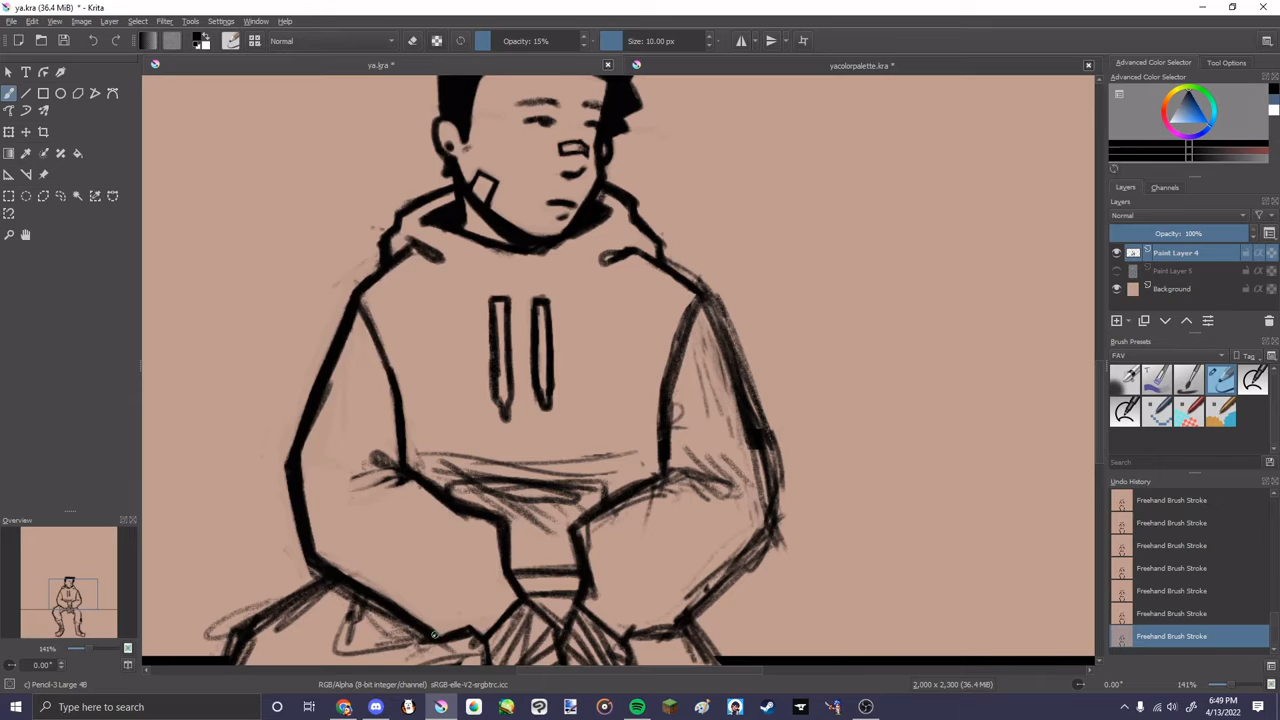 ya.kra (36.4 MiB) * - Krita
File Edit View Image Layer Filter Tools Settings Window Help
Normal Opacity: 15% Size: 10.00 px
ya.kra * yacolorpalette.kra * Advanced Color Selector Tool Options
Advanced Color Selector
Layers Channels
Layers
Normal
Opacity: 100%
Paint Layer 4
Paint Layer 5
Background
Brush Presets
FAV Tag
Search
Undo History
Freehand Brush Stroke
Overview
Freehand Brush Stroke
Freehand Brush Stroke
Freehand Brush Stroke
Freehand Brush Stroke
Freehand Brush Stroke
Freehand Brush Stroke
141%
0.00°
c) Pencil-3 Large 4B RGB/Alpha (8-bit integer/channel) sRGB-elle-V2-srgbtrc.icc 2,000 x 2,300 (36.4 MiB) 0.00° 141%
Type here to search 6:49 PM
4/13/2022